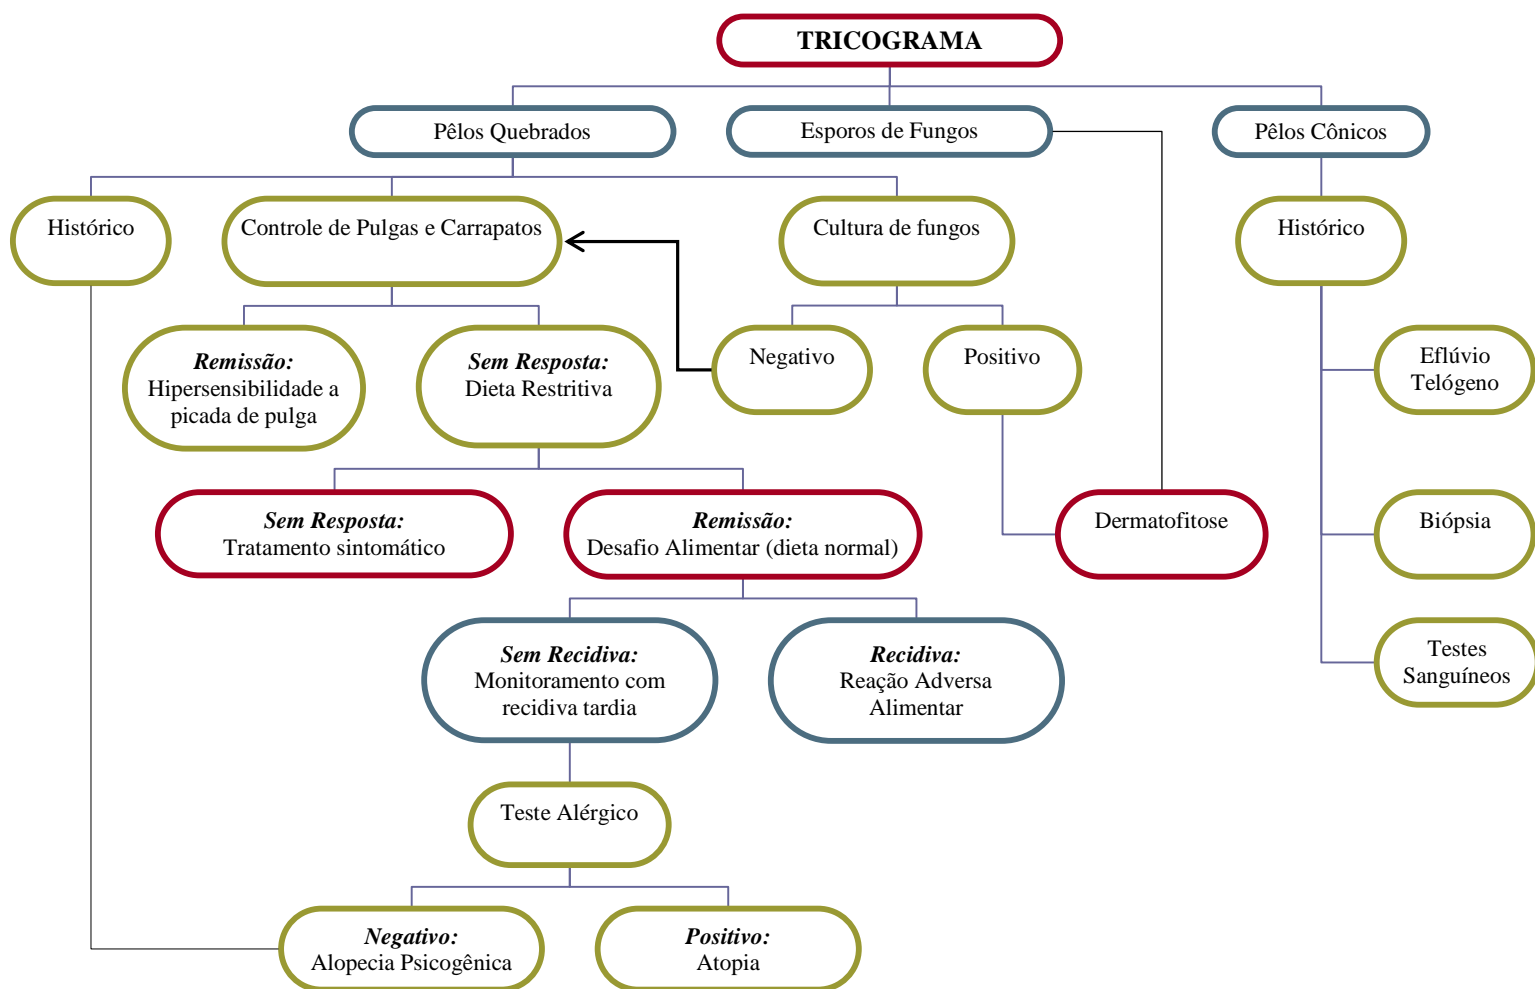 TRICOGRAMA
Pêlos Quebrados
Esporos de Fungos
Pêlos Cônicos
Histórico
Controle de Pulgas e Carrapatos
Cultura de fungos
Histórico
Remissão:
Hipersensibilidade a
picada de pulga
Sem Resposta:
Dieta Restritiva
Negativo
Positivo
Eflúvio
Telógeno
Sem Resposta:
Tratamento sintomático
Remissão:
Desafio Alimentar (dieta normal)
Dermatofitose
Biópsia
Sem Recidiva:
Monitoramento com
recidiva tardia
Recidiva:
Reação Adversa
Alimentar
Testes
Sanguíneos
Teste Alérgico
Negativo:
Alopecia Psicogênica
Positivo:
Atopia